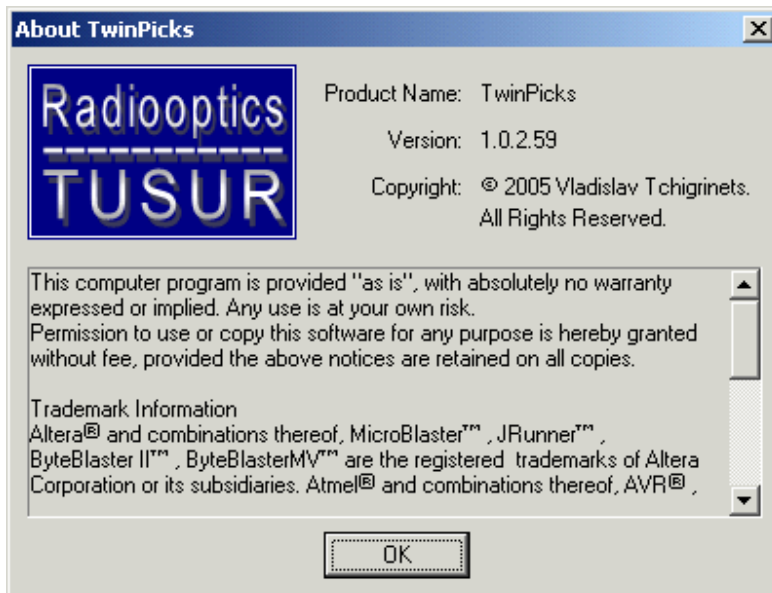 About TwinPicks
Radiooptics
TUSUR
Product Name: TwinPicks
Version: 1.0.2.59
Copyright: © 2005 Vladislav Tchigrinets.
All Rights Reserved.
This computer program is provided "as is", with absolutely no warranty
expressed or implied. Any use is at your own risk.
Permission to use or copy this software for any purpose is hereby granted
without fee, provided the above notices are retained on all copies.
Trademark Information
Altera® and combinations thereof, MicroBlaster™ , JRunner™ ,
ByteBlaster II™ , ByteBlasterMV™ are the registered  trademarks of Altera
Corporation or its subsidiaries. Atmel® and combinations thereof, AVR® ,
OK